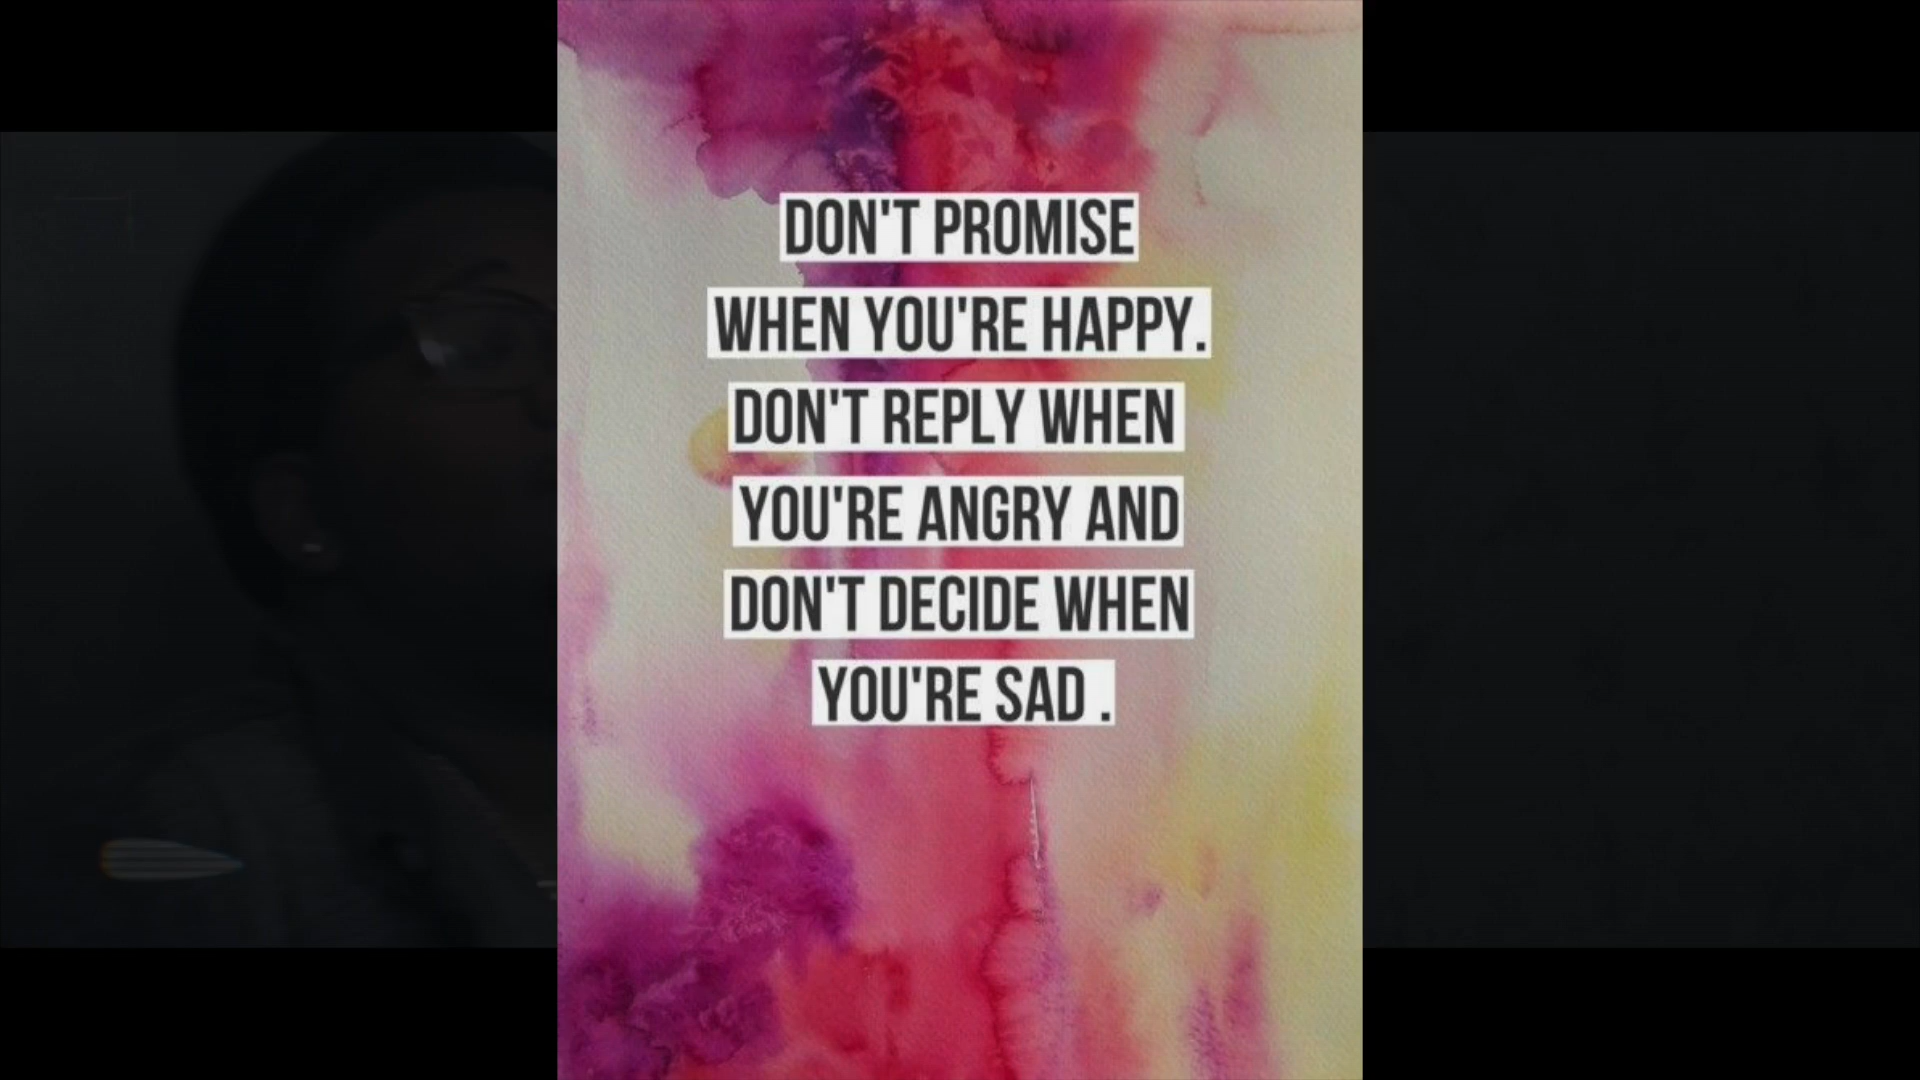 DON'T PROMISE
WHEN YOU'RE HAPPY.
DON'T REPLY WHEN
YOU'RE ANGRY AND
DON'T DECIDE WHEN
YOU'RE SAD .